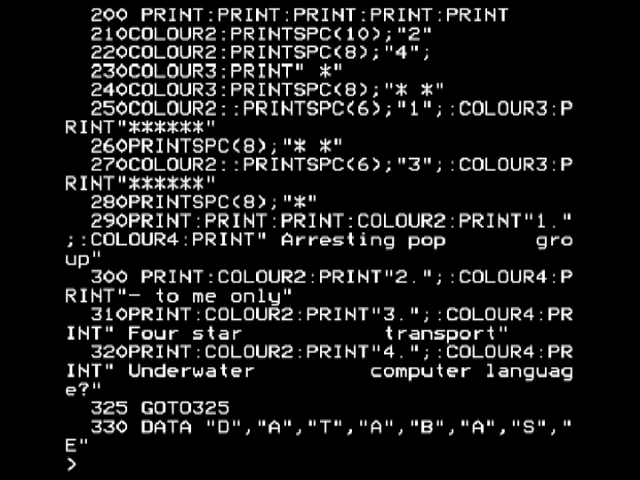 200 PRINT:PRINT:PRINT:PRINT:PRINT
210COLOUR2:PRINTSPC(10);"2"
220COLOUR2:PRINTSPC(8);"4";
230COLOUR3:PRINT" *"
240COLOUR3:PRINTSPC(8);"* *"
250COLOUR2::PRINTSPC(6);"1";:COLOUR3:P
RINT"******"
260PRINTSPC(8);"* *"
270COLOUR2::PRINTSPC(6);"3";:COLOUR3:P
RINT"******"
280PRINTSPC(8);"*"
290PRINT:PRINT:PRINT:COLOUR2:PRINT"1."
;:COLOUR4:PRINT" Arresting pop        gro
up"
300 PRINT:COLOUR2:PRINT"2.";:COLOUR4:P
RINT"- to me only"
310PRINT:COLOUR2:PRINT"3.";:COLOUR4:PR
INT" Four star              transport"
320PRINT:COLOUR2:PRINT"4.";:COLOUR4:PR
INT" Underwater           computer languag
e?"
325 GOTO325
330 DATA "D","A","T","A","B","A","S","
E"
>